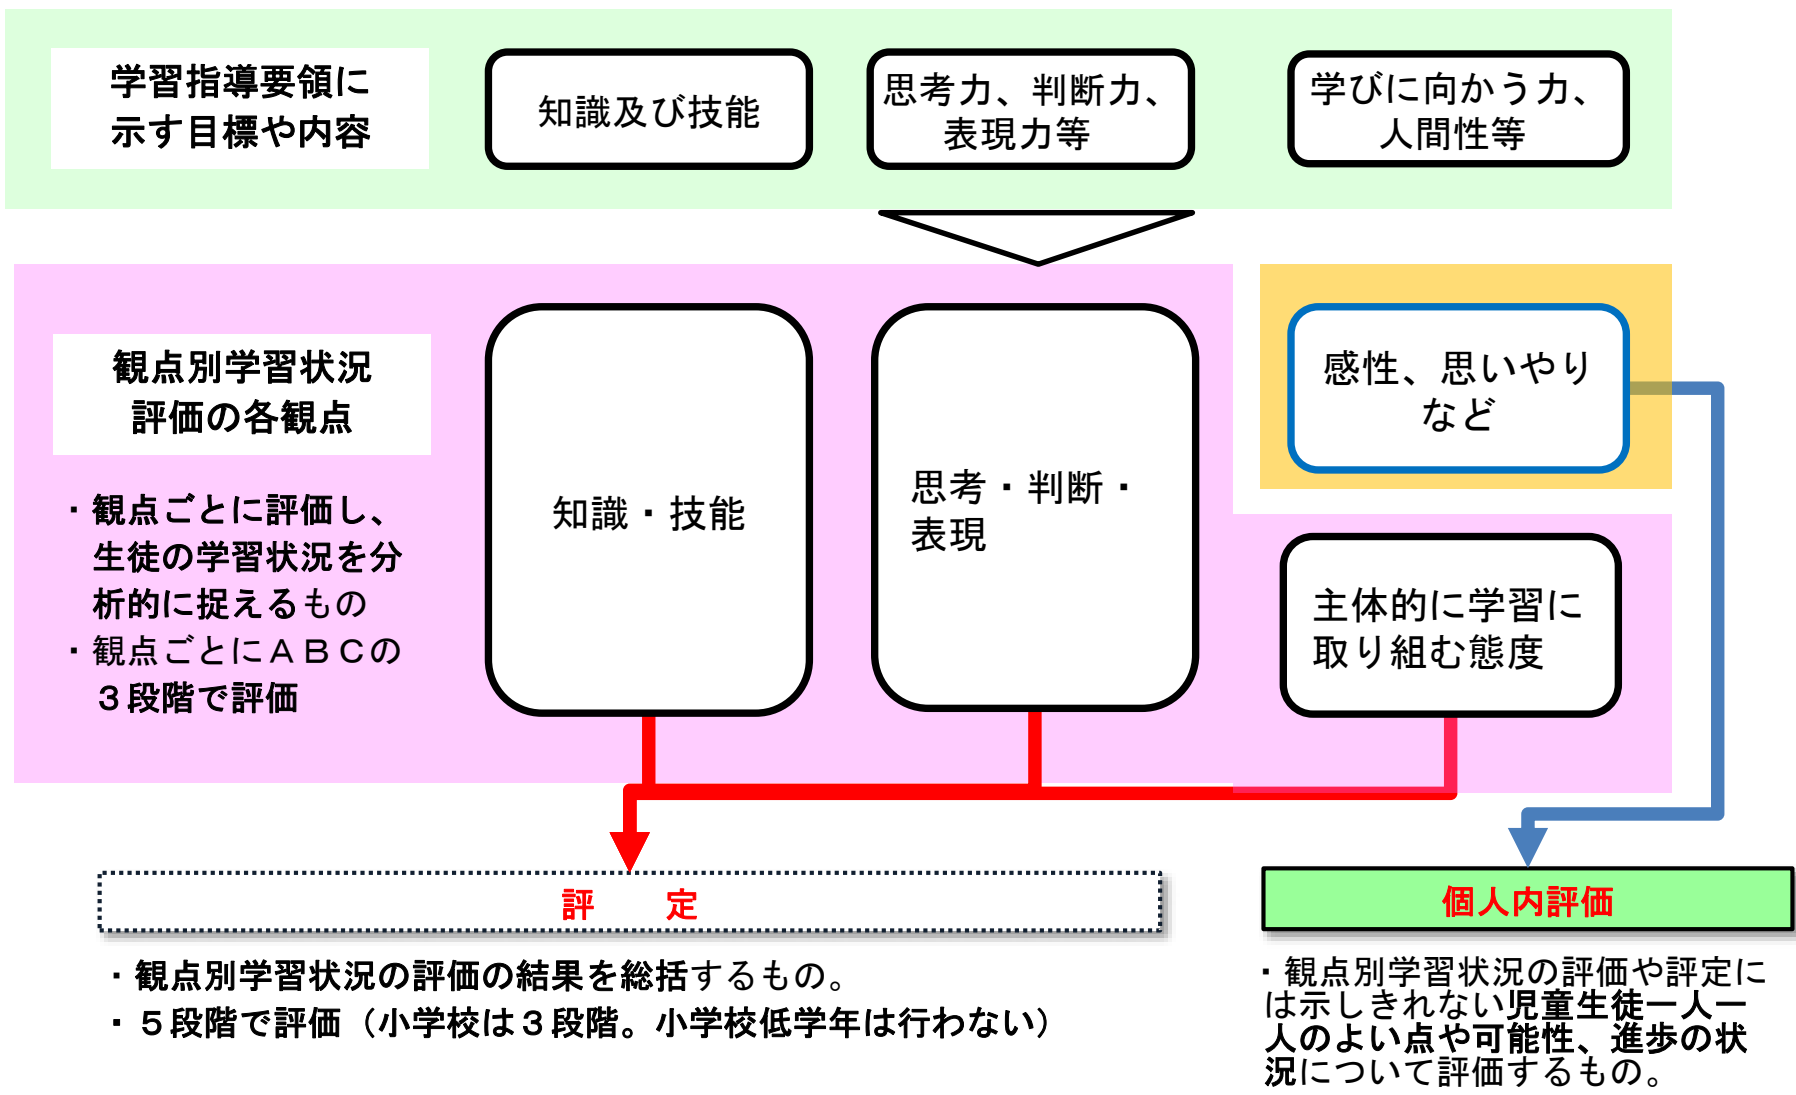 学習指導要領に
示す目標や内容
知識及び技能
思考力、判断力、
表現力等
学びに向かう力、
人間性等
観点別学習状況
評価の各観点
・観点ごとに評価し、
生徒の学習状況を分
析的に捉えるもの
・観点ごとにＡＢＣの
３段階で評価
知識・技能
思考・判断・
表現
感性、思いやり
など
主体的に学習に
取り組む態度
評　定
・観点別学習状況の評価の結果を総括するもの。
・５段階で評価（小学校は３段階。小学校低学年は行わない）
個人内評価
・観点別学習状況の評価や評定に
は示しきれない児童生徒一人一
人のよい点や可能性、進歩の状
況について評価するもの。